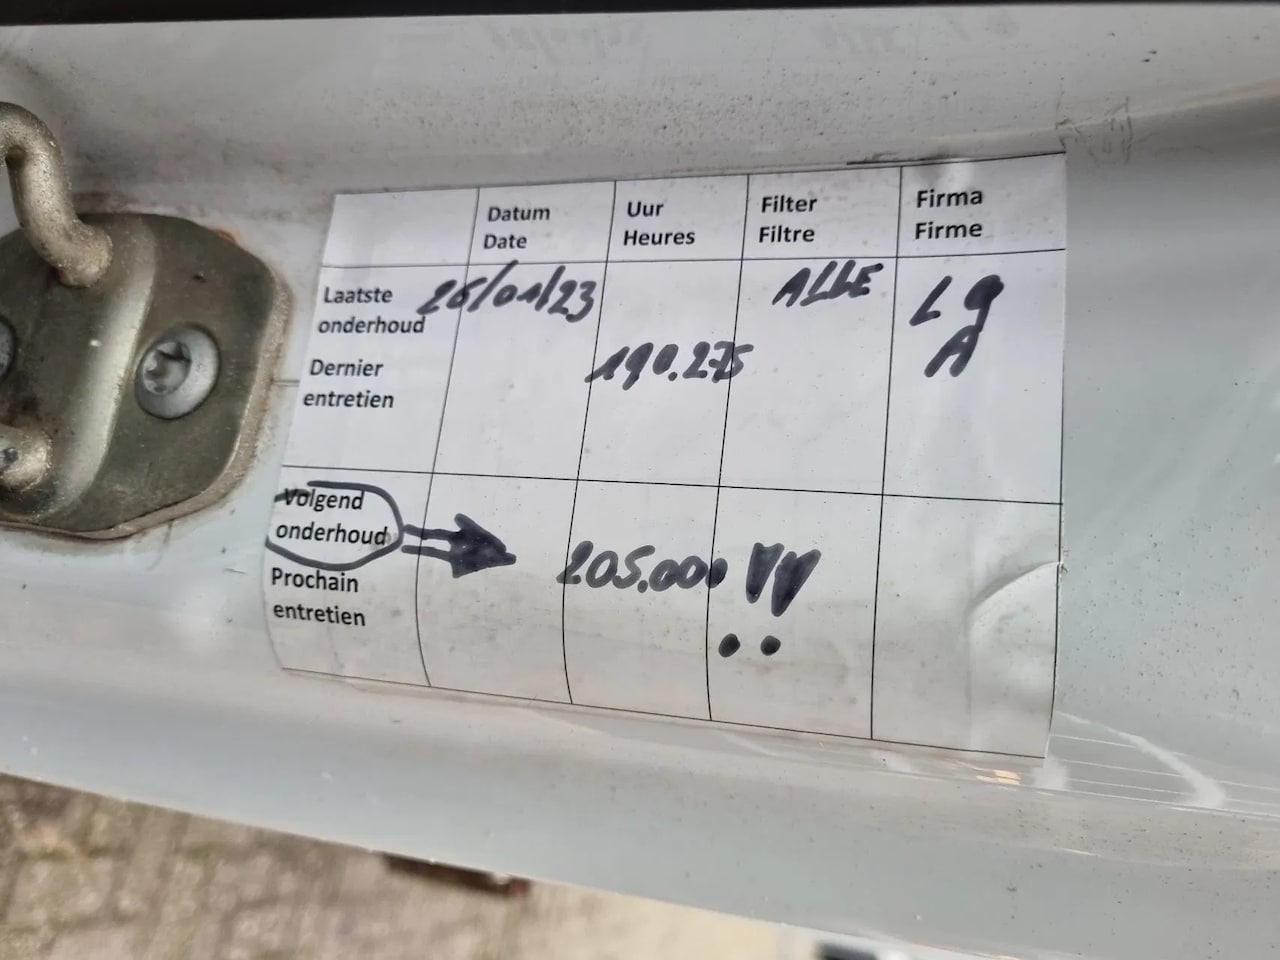 Datum
Date
Uur
Heures
Filter
Filtre
Firma
Firme
Laatste
onderhoud
Dernier
entretien
26/01/23
190.275
ALLE
L g
A
Volgend
onderhoud
Prochain
entretien
205.000 !!